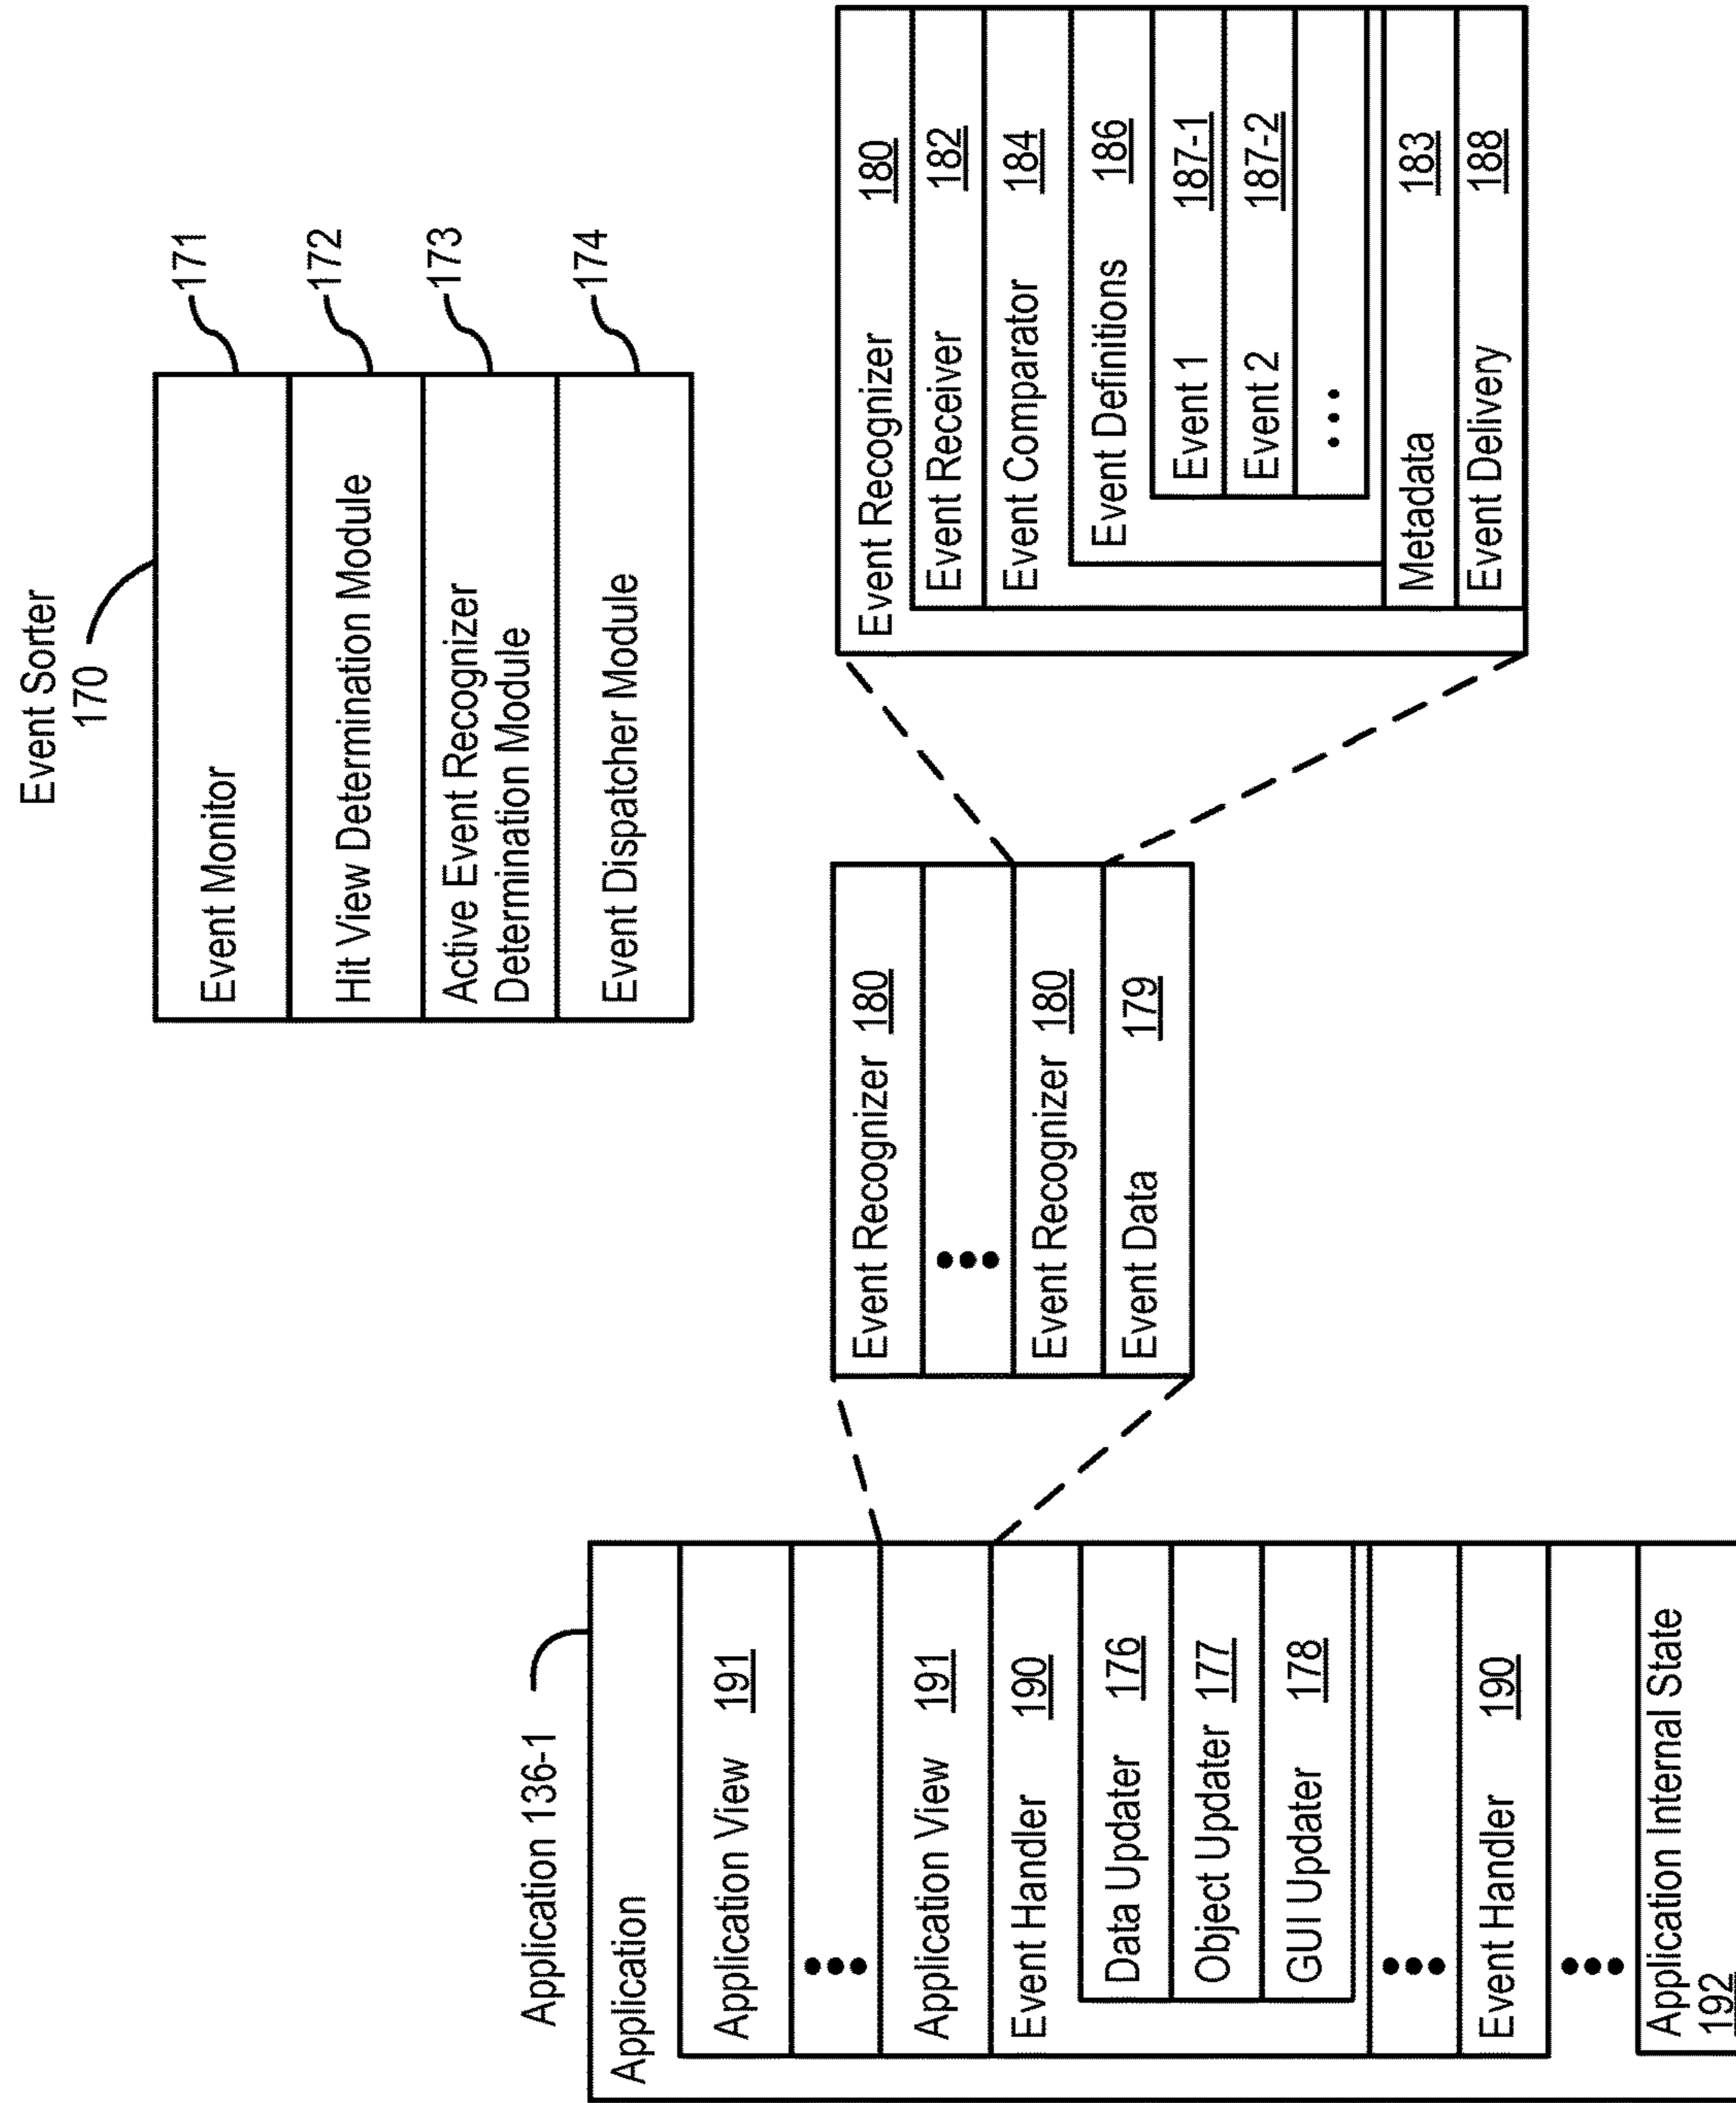 Event Sorter
170
Event Monitor
171
Hit View Determination Module
172
Active Event Recognizer
Determination Module
173
Event Dispatcher Module
174
Application 136-1
Application
Application View 191
•••
Application View 191
Event Handler 190
Data Updater 176
Object Updater 177
GUI Updater 178
•••
Event Handler 190
•••
Application Internal State
192
Event Recognizer 180
•••
Event Recognizer 180
Event Data 179
Event Recognizer 180
Event Receiver 182
Event Comparator 184
Event Definitions 186
Event 1 187-1
Event 2 187-2
•••
Metadata 183
Event Delivery 188